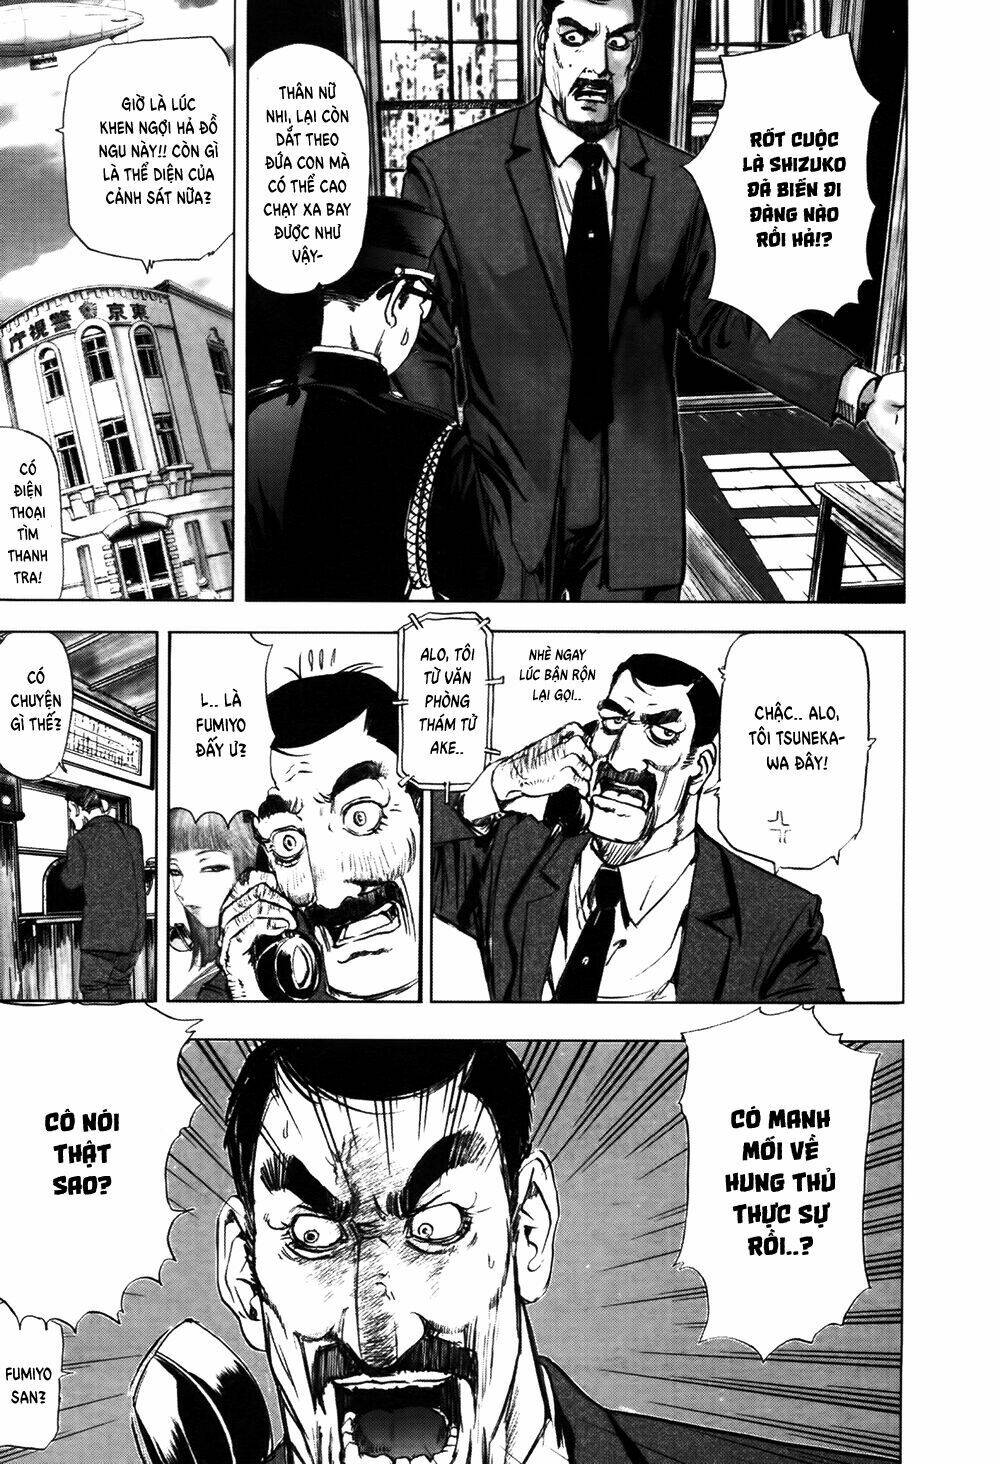 RỐT CUỘC
LÀ SHIZUKO
ĐÃ BIẾN ĐI
ĐÀNG NÀO
RỒI HẢ!?
THÂN NỮ
NHI, LẠI CÒN
DẮT THEO
ĐỨA CON MÀ
CÓ THỂ CAO
CHẠY XA BAY
ĐƯỢC NHƯ
VẬY-
GIỜ LÀ LÚC
KHEN NGỢI HẢ ĐỒ
NGU NÀY!! CÒN GÌ
LÀ THỂ DIỆN CỦA
CẢNH SÁT NỮA?
庁視警 京東
CÓ
ĐIỆN
THOẠI
TÌM
THANH
TRA!
CHẬC.. ALO,
TÔI TSUNEKA-
WA ĐÂY!
NHÈ NGAY
LÚC BẬN RỘN
LẠI GỌI..
ALO, TÔI
TỪ VĂN
PHÒNG
THÁM TỬ
AKE..
L.. LÀ
FUMIYO
ĐẤY Ư?
CÓ
CHUYỆN
GÌ THẾ?
CÓ MANH
MỐI VỀ
HUNG THỦ
THỰC SỰ
RỒI..?
CÔ NÓI
THẬT
SAO?
FUMIYO
SAN?